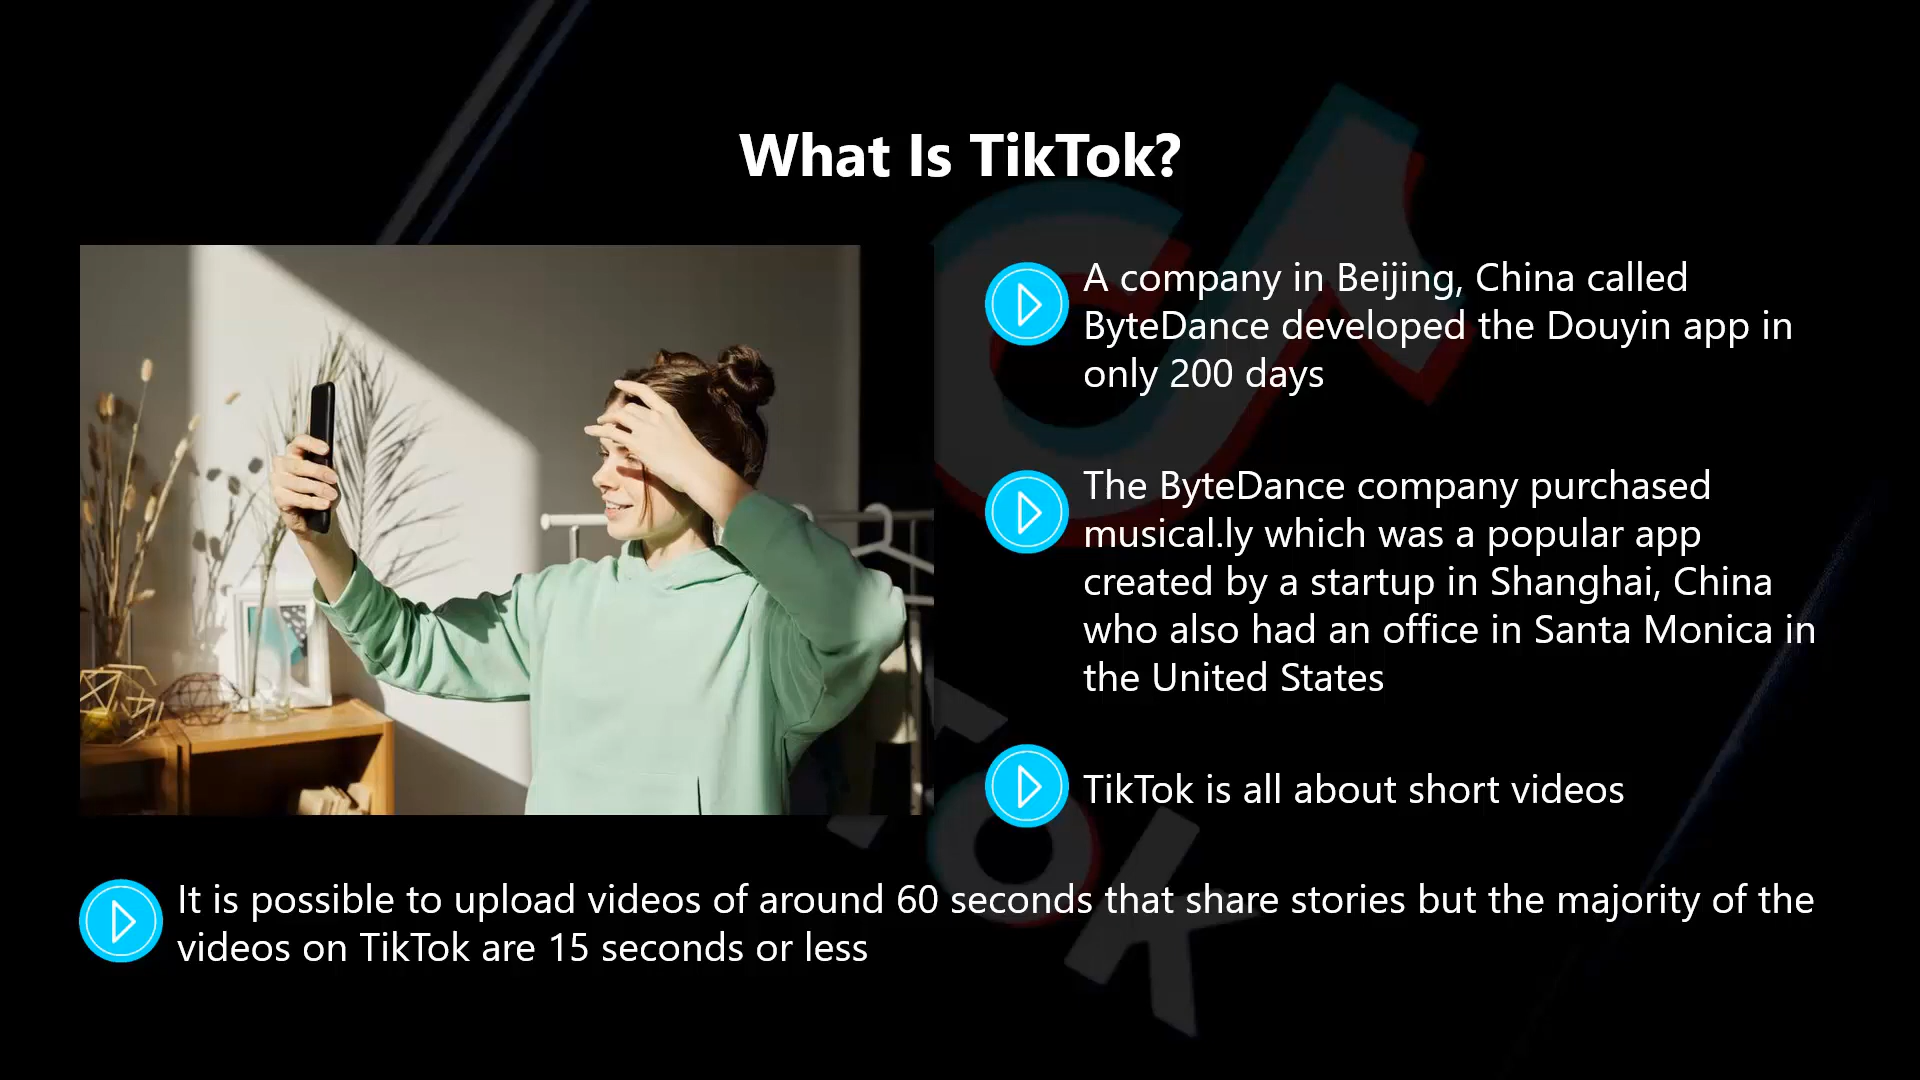 What Is TikTok?
A company in Beijing, China called
ByteDance developed the Douyin app in
only 200 days
The ByteDance company purchased
musical.ly which was a popular app
created by a startup in Shanghai, China
who also had an office in Santa Monica in
the United States
TikTok is all about short videos
It is possible to upload videos of around 60 seconds that share stories but the majority of the
videos on TikTok are 15 seconds or less